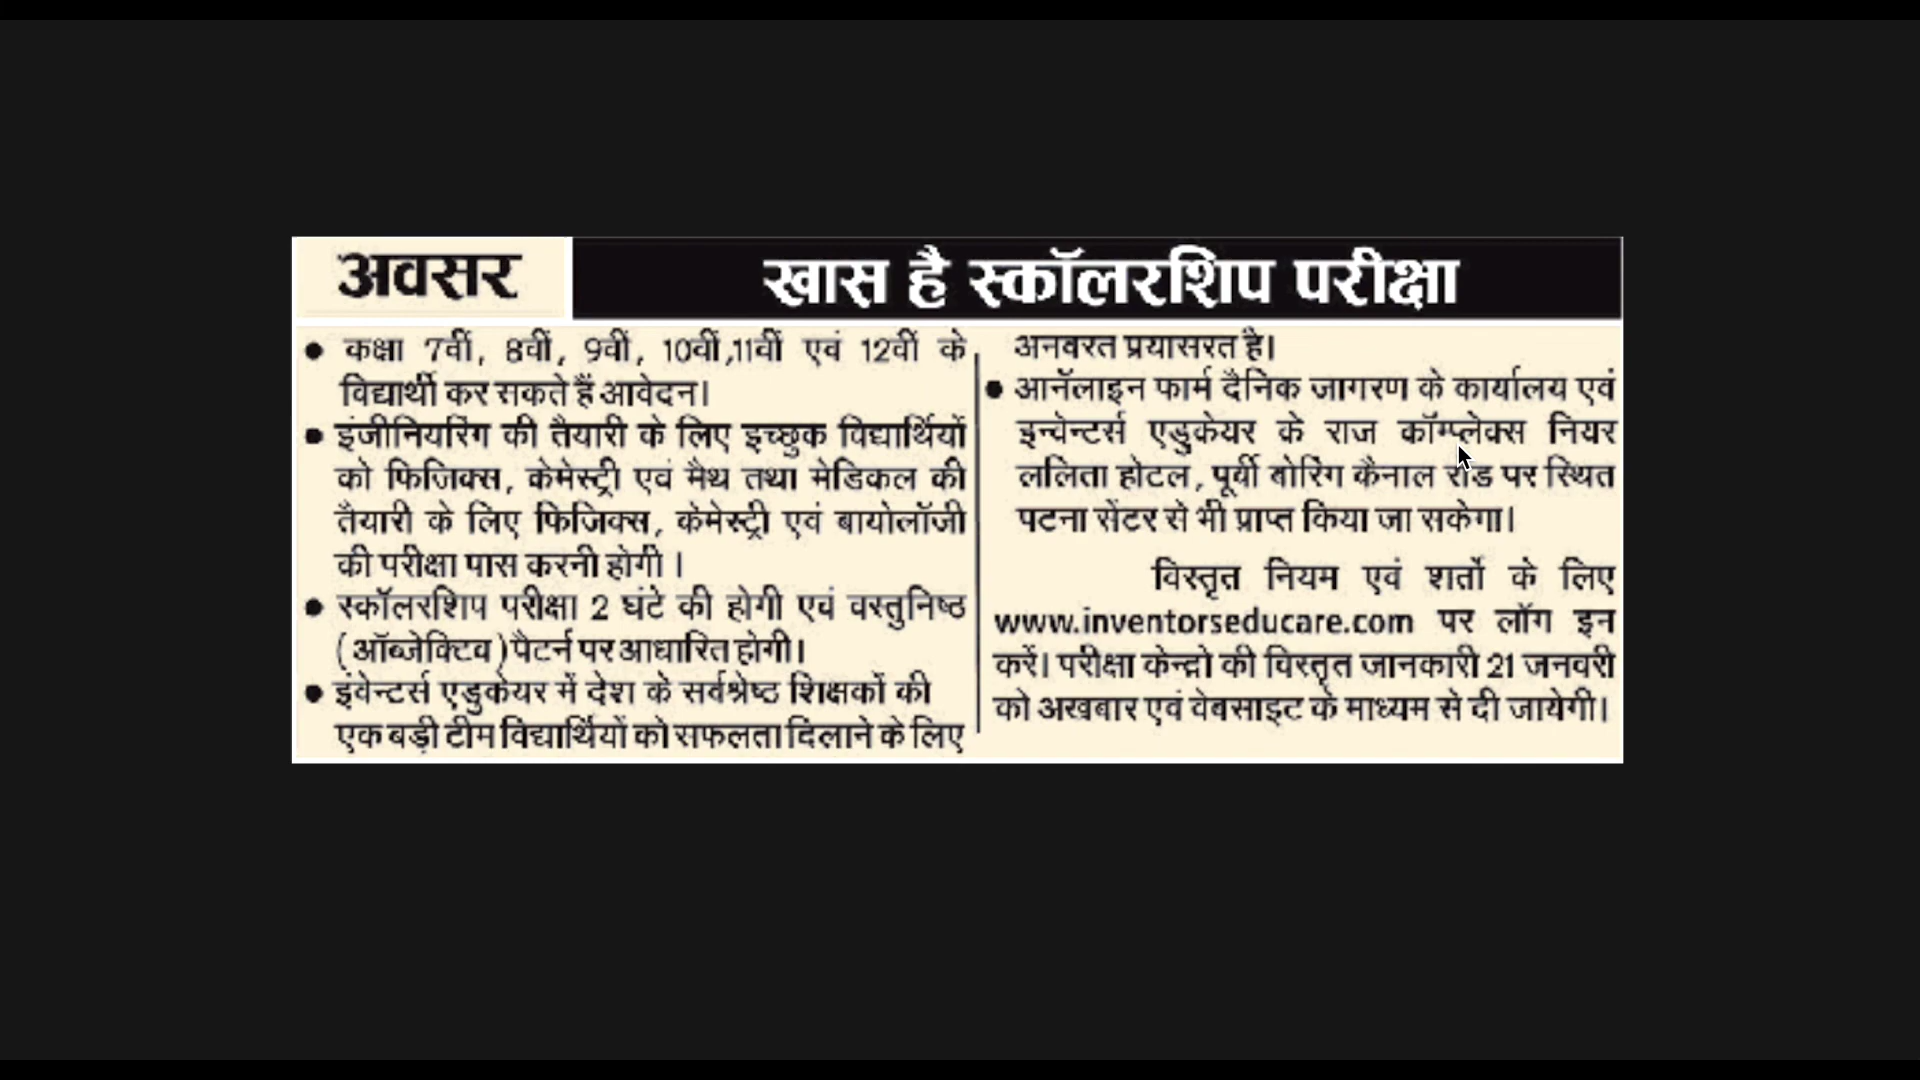 अवसर
खास है स्कॉलरशिप परीक्षा
● कक्षा 7वीं, 8वीं, 9वीं, 10वीं,11वीं एवं 12वीं के
विद्यार्थी कर सकते हैं आवेदन।
● इंजीनियरिंग की तैयारी के लिए इच्छुक विद्यार्थियों
को फिजिक्स, केमेस्ट्री एवं मैथ तथा मेडिकल की
तैयारी के लिए फिजिक्स, केमेस्ट्री एवं बायोलॉजी
की परीक्षा पास करनी होगी ।
● स्कॉलरशिप परीक्षा 2 घंटे की होगी एवं वस्तुनिष्ठ
(ऑब्जेक्टिव) पैटर्न पर आधारित होगी।
● इंवेन्टर्स एडुकेयर में देश के सर्वश्रेष्ठ शिक्षकों की
एक बड़ी टीम विद्यार्थियों को सफलता दिलाने के लिए
अनवरत प्रयासरत है।
● आनॅलाइन फार्म दैनिक जागरण के कार्यालय एवं
इन्वेन्टर्स एडुकेयर के राज कॉम्प्लेक्स नियर
ललिता होटल, पूर्वी बोरिंग कैनाल रोड पर स्थित
पटना सेंटर से भी प्राप्त किया जा सकेगा।
विस्तृत नियम एवं शर्तो के लिए
www.inventorseducare.com पर लॉग इन
करें। परीक्षा केन्द्रो की विस्तृत जानकारी 21 जनवरी
को अखबार एवं वेबसाइट के माध्यम से दी जायेगी।